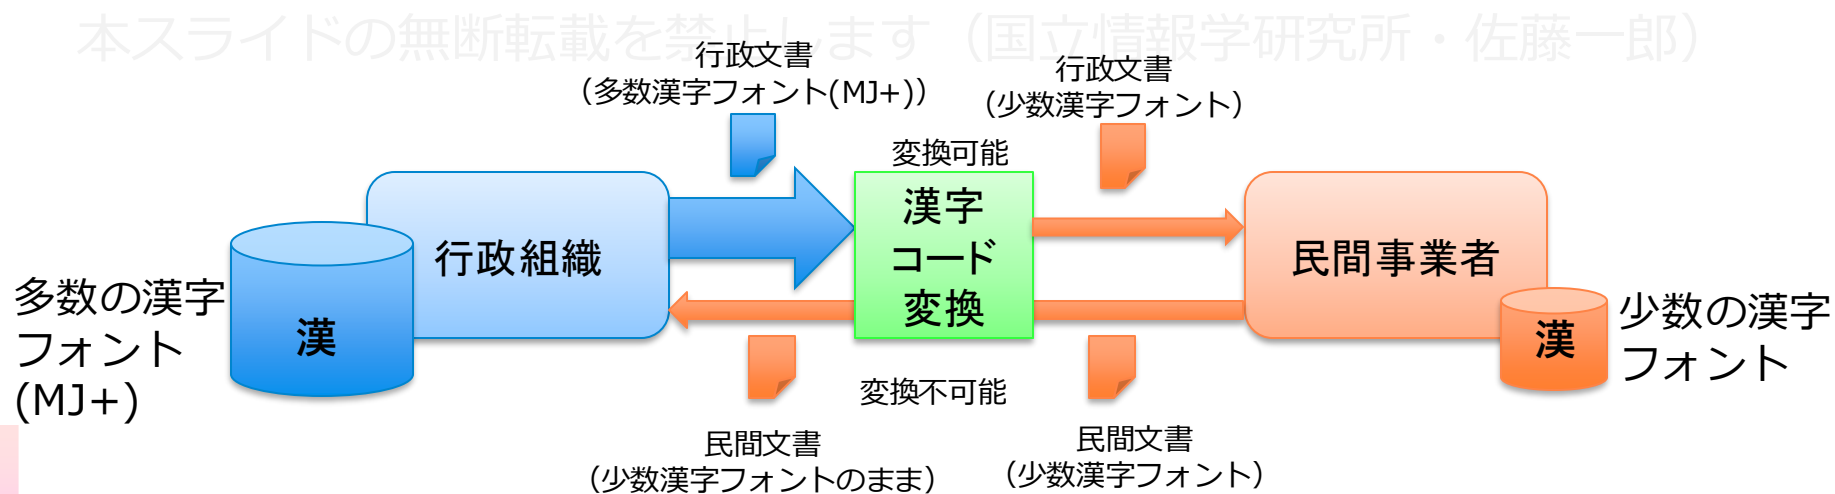 本スライドの無断転載を禁止します（国立情報学研究所・佐藤一郎）
行政文書
（多数漢字フォント(MJ+)）
行政文書
（少数漢字フォント）
変換可能
漢字
コード
変換
行政組織
民間事業者
多数の漢字
フォント
(MJ+)
漢
漢
少数の漢字
フォント
変換不可能
民間文書
（少数漢字フォントのまま）
民間文書
（少数漢字フォント）